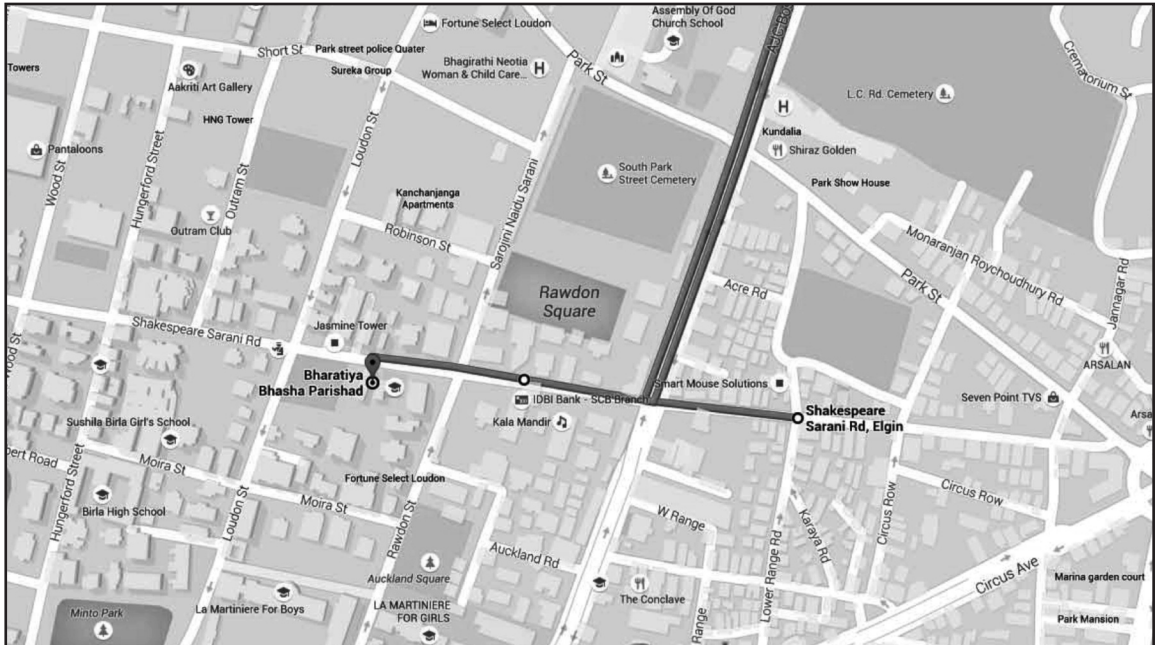 Assembly Of God
Church School
Fortune Select Loudon
Short St
Park street police Quater
Bhagirathi Neotia
Woman & Child Care...
Park St
Crematorium St
Towers
Sureka Group
Aakriti Art Gallery
L.C. Rd. Cemetery
HNG Tower
Kundalia
Shiraz Golden
Pantaloons
Loudon St
Wood St
Hungerford Street
Outram St
South Park
Street Cemetery
Park Show House
Kanchanjanga
Apartments
Sarojini Naidu Sarani
Outram Club
Robinson St
Monaranjan Roychoudhury Rd
Jannagar Rd
Acre Rd
Park St
Rawdon
Square
Shakespeare Sarani Rd
Jasmine Tower
ARSALAN
Bharatiya
Bhasha Parishad
Smart Mouse Solutions
IDBI Bank - SCB Branch
Seven Point TVS
Shakespeare
Sarani Rd, Elgin
Sushila Birla Girl's School
Kala Mandir
Moira St
Fortune Select Loudon
Hungerford Street
Birla High School
Moira St
Loudon St
Rawdon St
W Range
Circus Row
Circus Row
Karaya Rd
Lower Range Rd
Auckland Rd
Circus Ave
Auckland Square
La Martiniere For Boys
LA MARTINIERE
FOR GIRLS
The Conclave
Range
Marina garden court
Park Mansion
Minto Park